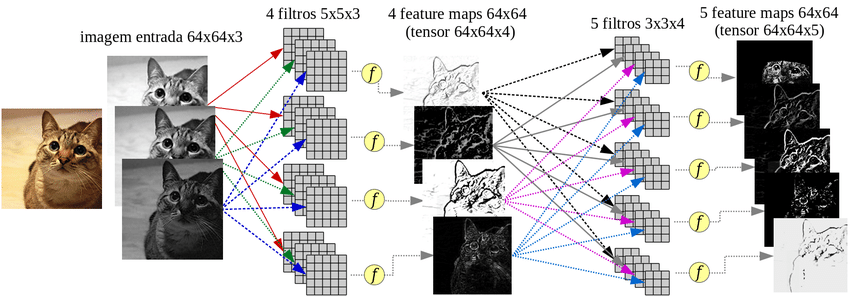 imagem entrada 64x64x3
4 filtros 5x5x3
4 feature maps 64x64
(tensor 64x64x4)
5 filtros 3x3x4
5 feature maps 64x64
(tensor 64x64x5)
f
f
f
f
f
f
f
f
f